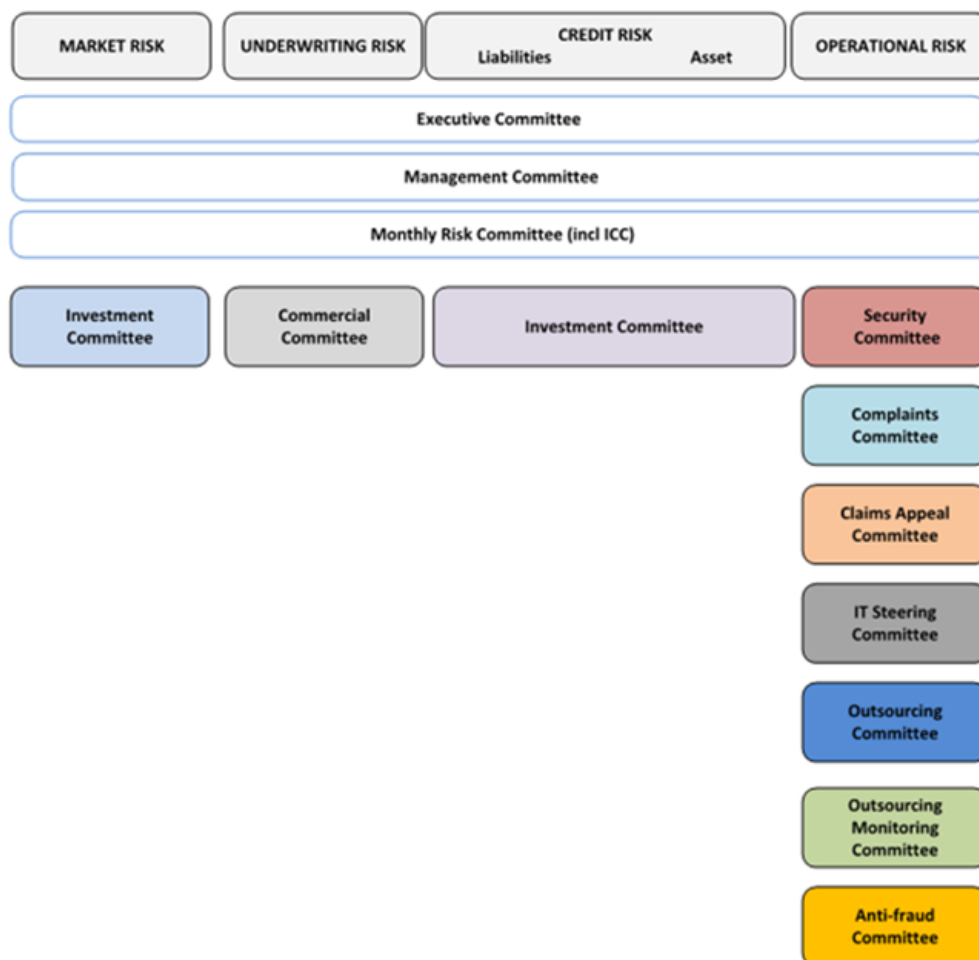 MARKET RISK
UNDERWRITING RISK
CREDIT RISK
Liabilities Asset
OPERATIONAL RISK
Executive Committee
Management Committee
Monthly Risk Committee (incl ICC)
Investment
Committee
Commercial
Committee
Investment Committee
Security
Committee
Complaints
Committee
Claims Appeal
Committee
IT Steering
Committee
Outsourcing
Committee
Outsourcing
Monitoring
Committee
Anti-fraud
Committee